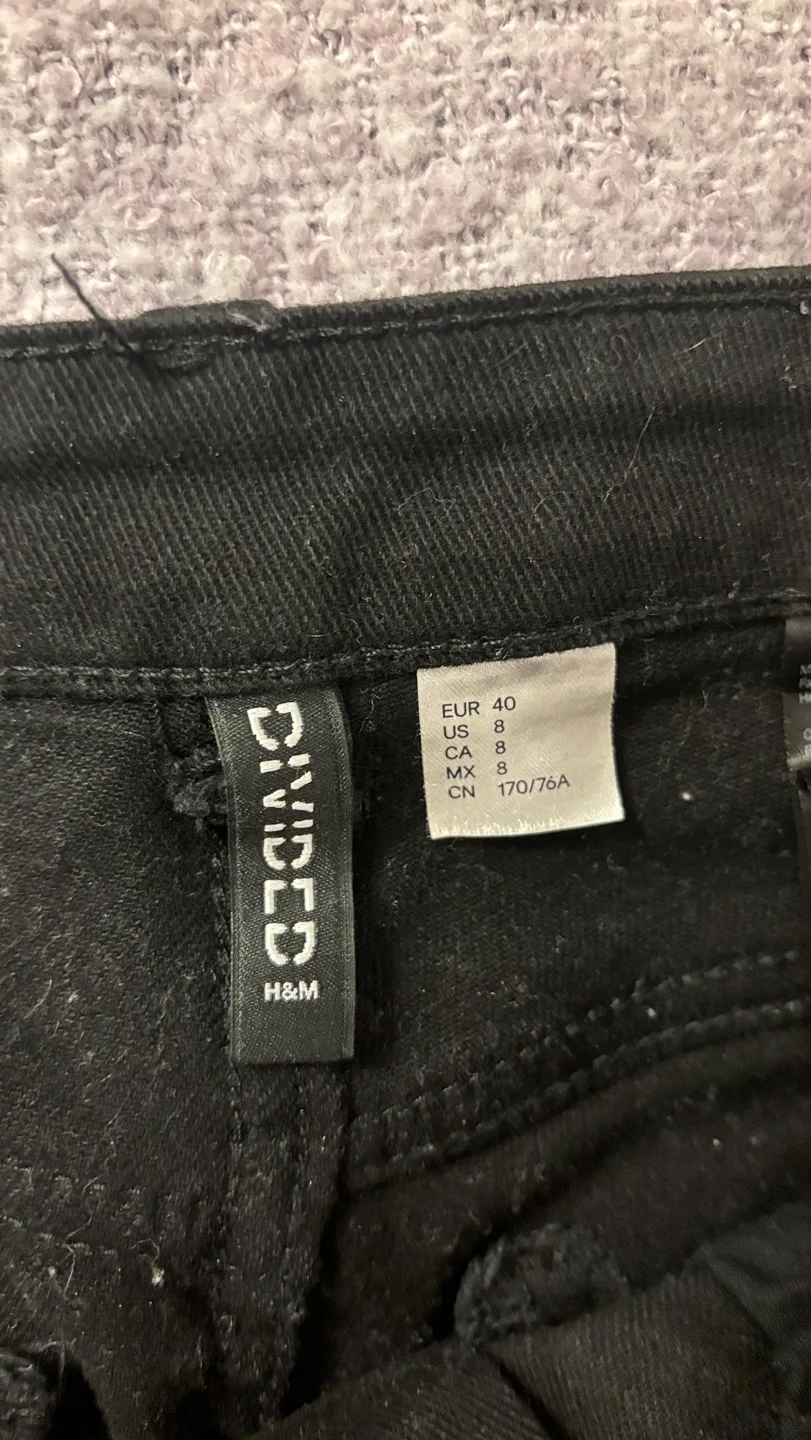 DIVIDED
H&M
EUR 40
US 8
CA 8
MX 8
CN 170/76A